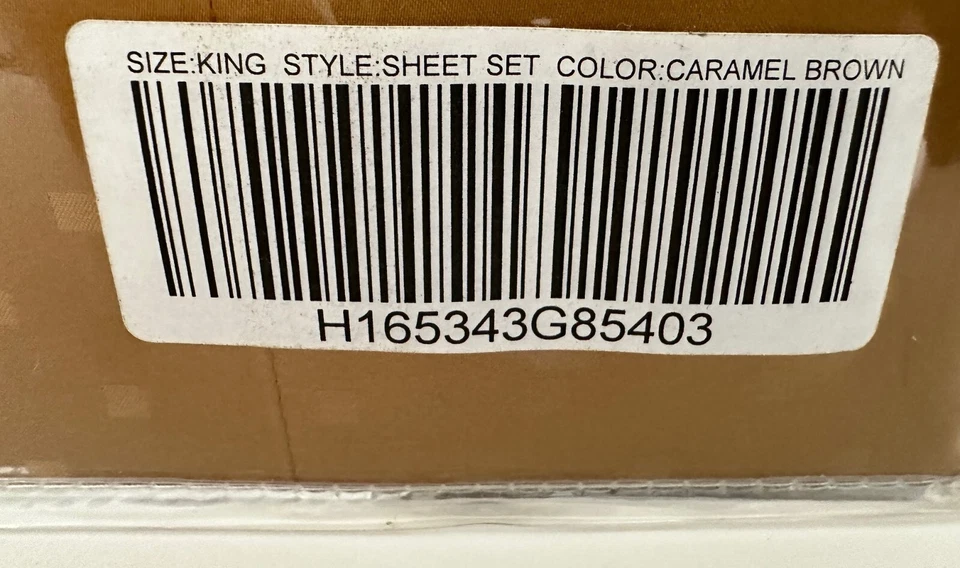 SIZE:KING STYLE:SHEET SET COLOR:CARAMEL BROWN
H165343G85403